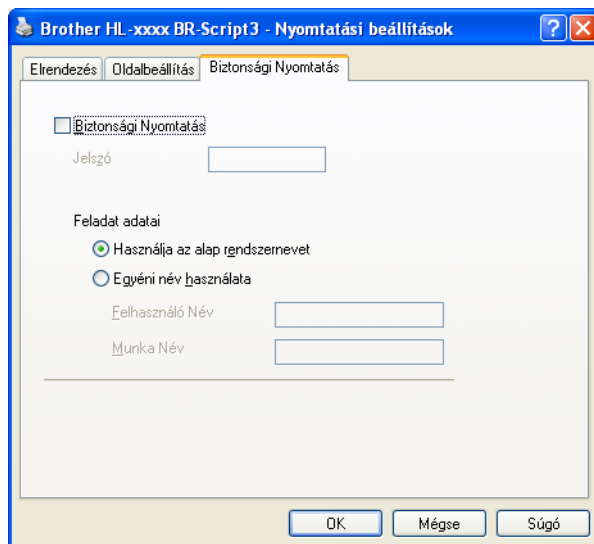 Brother HL-xxxx BR-Script3 - Nyomtatási beállítások
Elrendezés Oldalbeállítás Biztonsági Nyomtatás
Biztonsági Nyomtatás
Jelszó
Feladat adatai
Használja az alap rendszernevet
Egyéni név használata
Felhasználó Név
Munka Név
OK Mégse Súgó